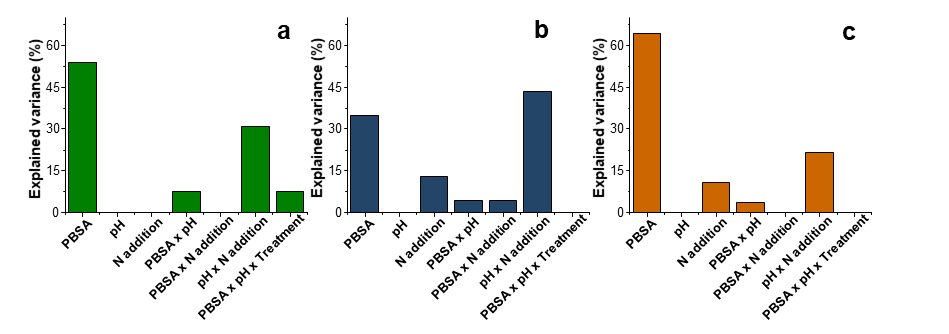 a
Explained variance (%)
60
45
30
15
0
PBSA
pH
N addition
PBSA x pH
PBSA x N addition
pH x N addition
PBSA x pH x Treatment
b
Explained variance (%)
60
45
30
15
0
PBSA
pH
N addition
PBSA x pH
PBSA x N addition
pH x N addition
PBSA x pH x Treatment
c
Explained variance (%)
60
45
30
15
0
PBSA
pH
N addition
PBSA x pH
PBSA x N addition
pH x N addition
PBSA x pH x Treatment